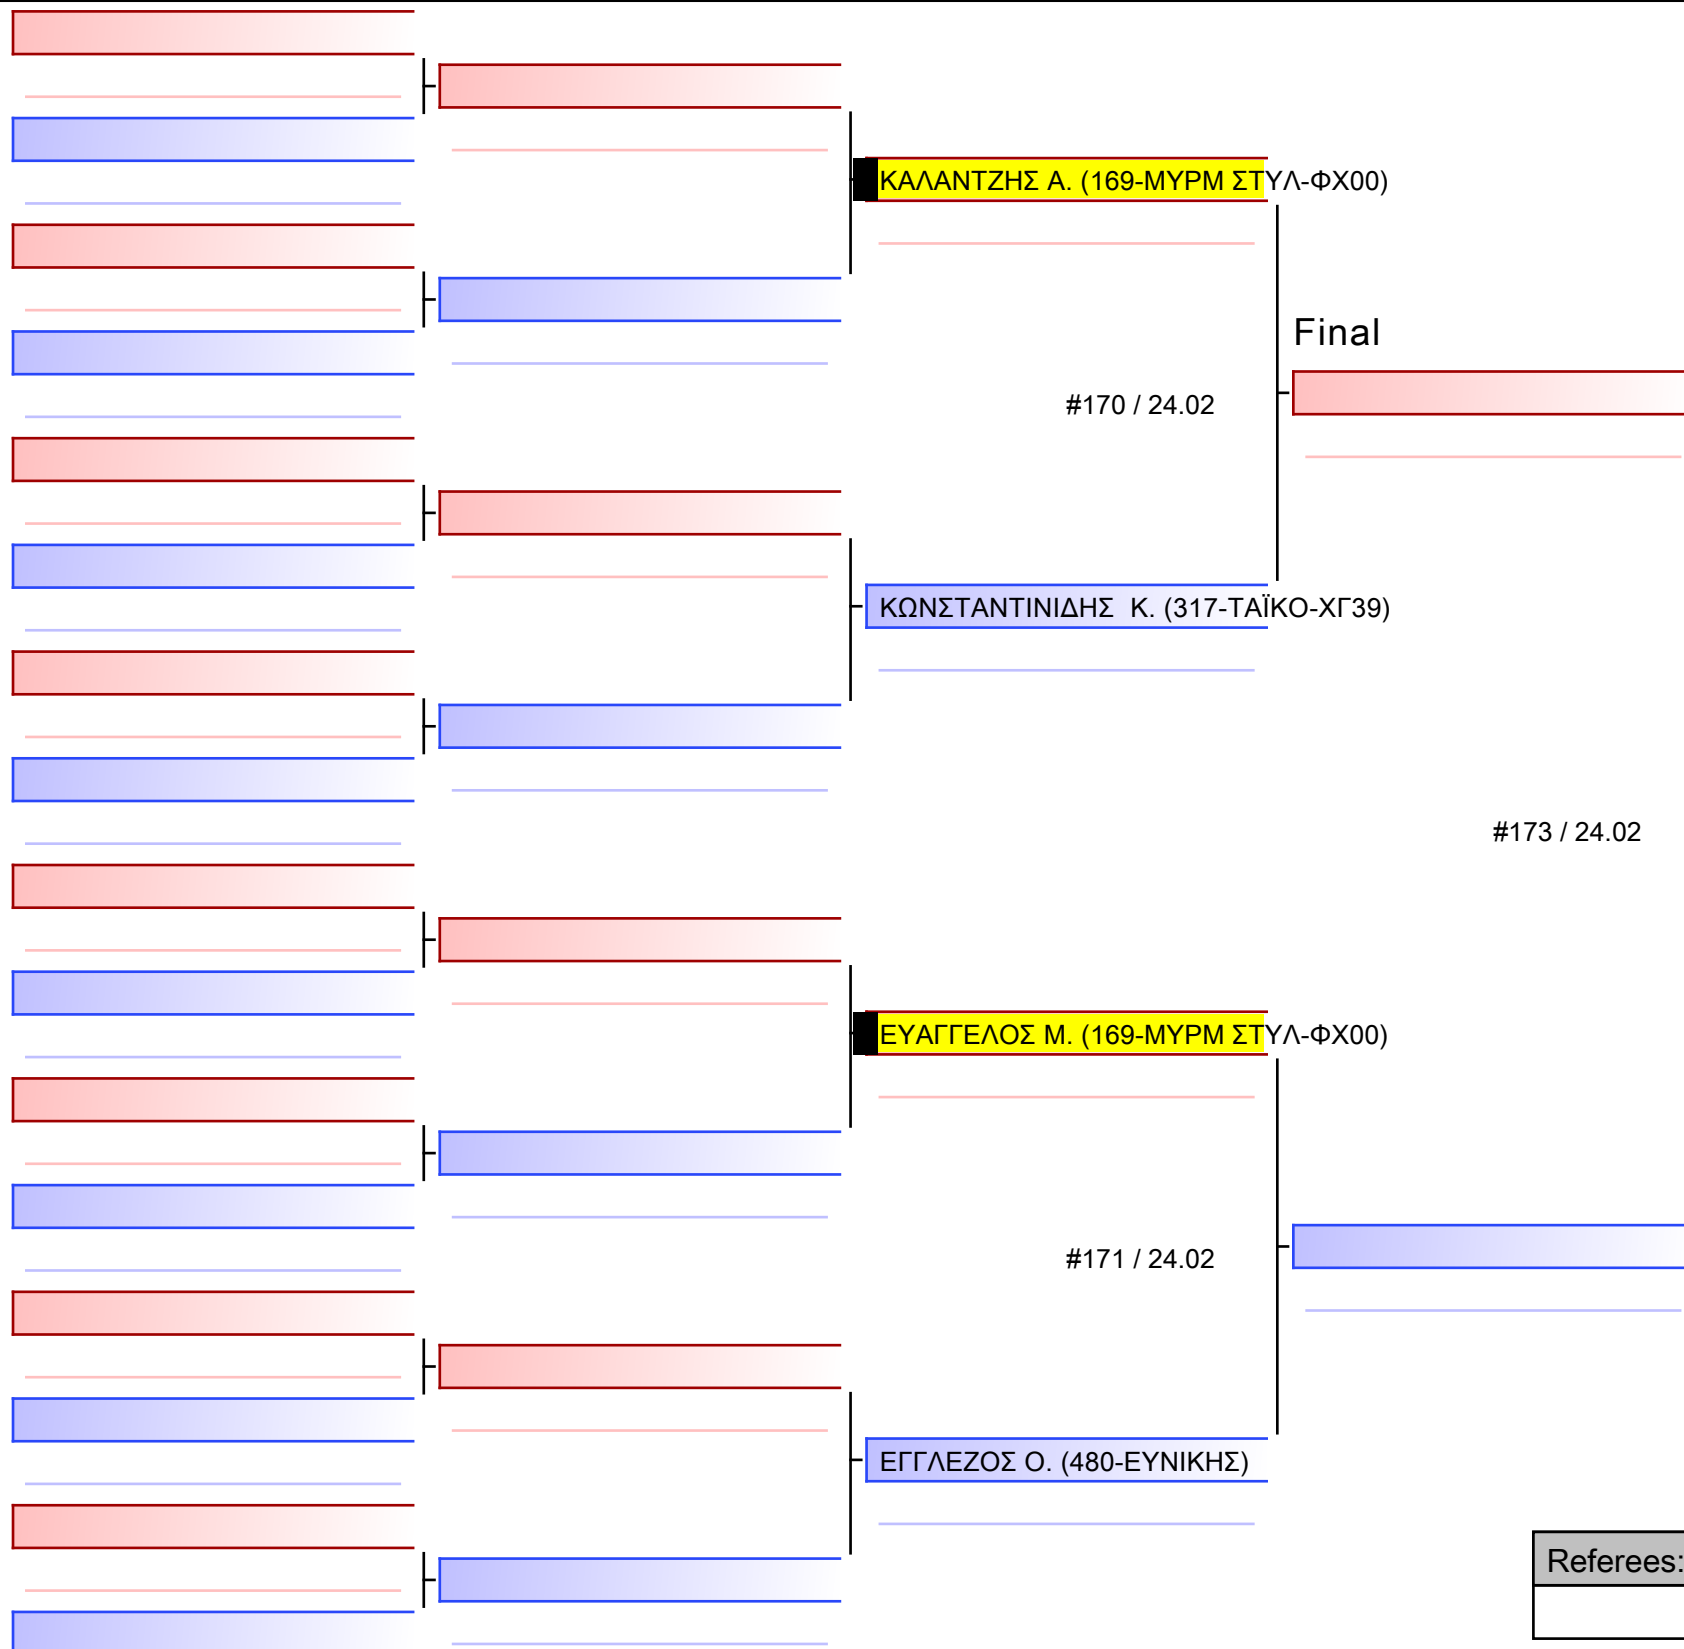 ΚΑΛΑΝΤΖΗΣ Α. (169-ΜΥΡΜ ΣΤΥΛ-ΦΧ00)
Final
#170 / 24.02
ΚΩΝΣΤΑΝΤΙΝΙΔΗΣ  Κ. (317-ΤΑΪΚΟ-ΧΓ39)
#173 / 24.02
ΕΥΑΓΓΕΛΟΣ Μ. (169-ΜΥΡΜ ΣΤΥΛ-ΦΧ00)
#171 / 24.02
ΕΓΓΛΕΖΟΣ Ο. (480-ΕΥΝΙΚΗΣ)
Referees: